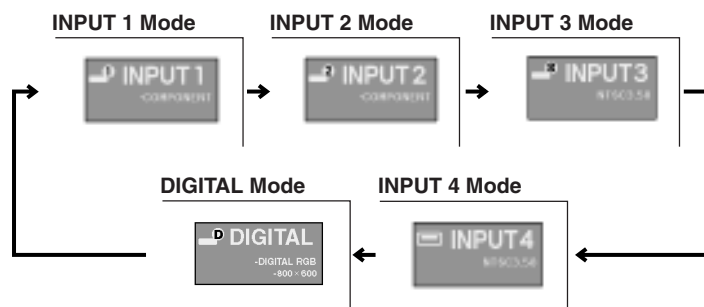 INPUT 1 Mode
INPUT 2 Mode
INPUT 3 Mode
INPUT 1
-COMPONENT
INPUT 2
-COMPONENT
INPUT 3
NTSC3.58
DIGITAL Mode
INPUT 4 Mode
D DIGITAL
-DIGITAL RGB
-800×600
INPUT 4
NTSC3.58